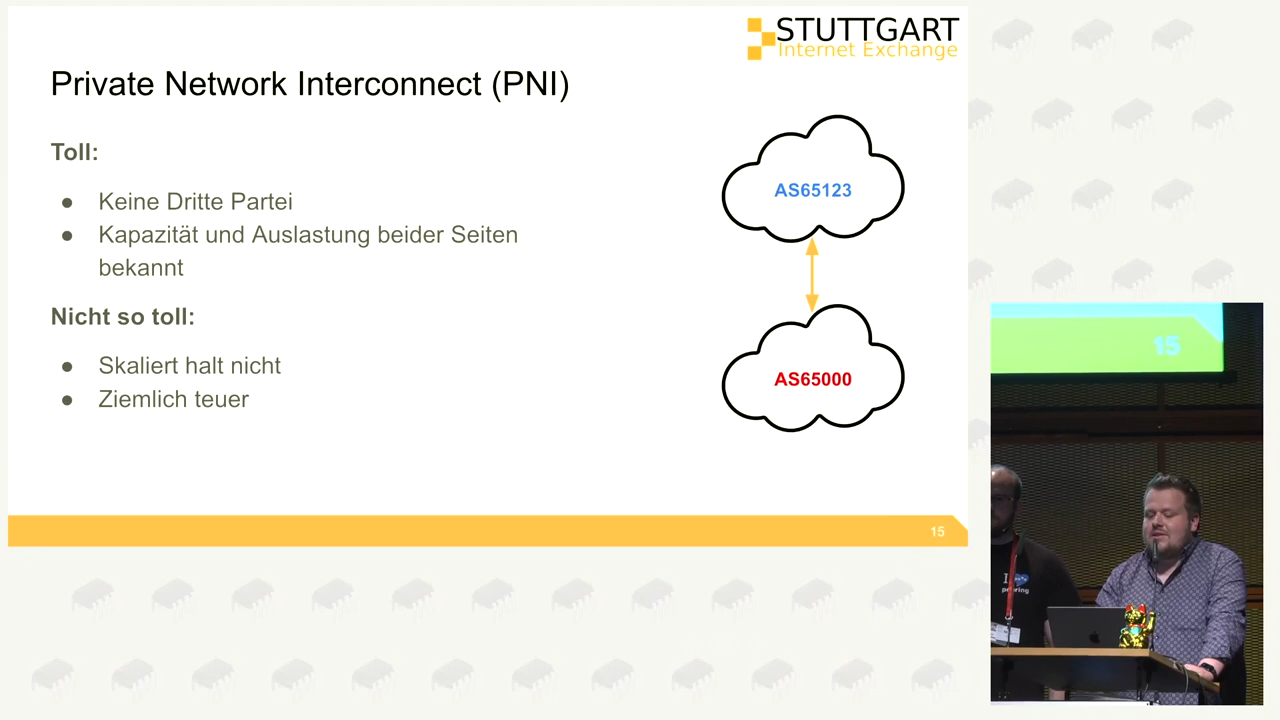 STUTTGART
Internet Exchange
Private Network Interconnect (PNI)
Toll:
● Keine Dritte Partei
● Kapazität und Auslastung beider Seiten
bekannt
Nicht so toll:
● Skaliert halt nicht
● Ziemlich teuer
AS65123
AS65000
15
15
I
peering